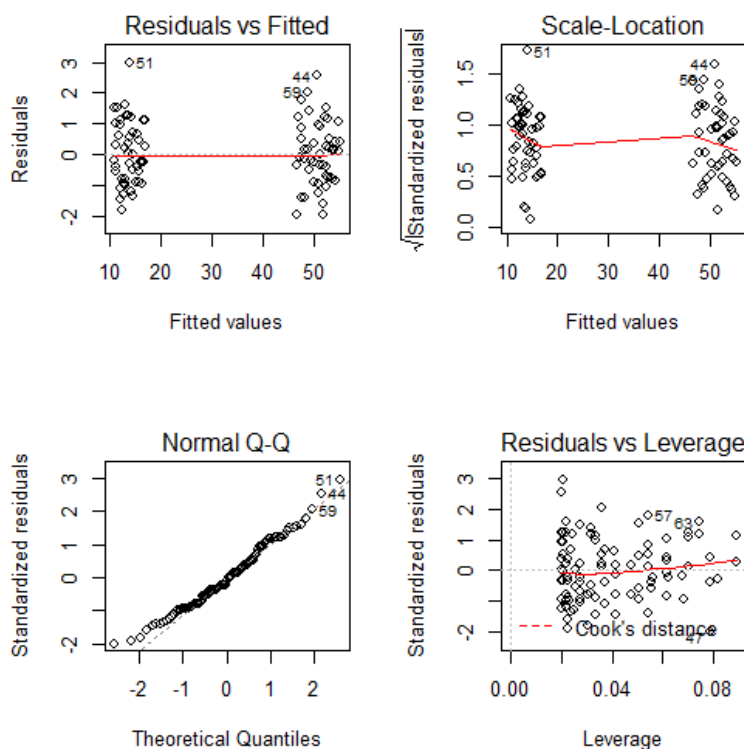 Residuals vs Fitted
Residuals
3
2
1
0
-2
51
44
59
10 20 30 40 50
Fitted values
Scale-Location
√|Standardized residuals|
1.5
1.0
0.5
0.0
51
44
59
10 20 30 40 50
Fitted values
Normal Q-Q
Standardized residuals
3
2
1
0
-2
51
44
59
-2 -1 0 1 2
Theoretical Quantiles
Residuals vs Leverage
Standardized residuals
3
2
1
0
-2
57
63
47
Cook's distance
0.00 0.04 0.08
Leverage